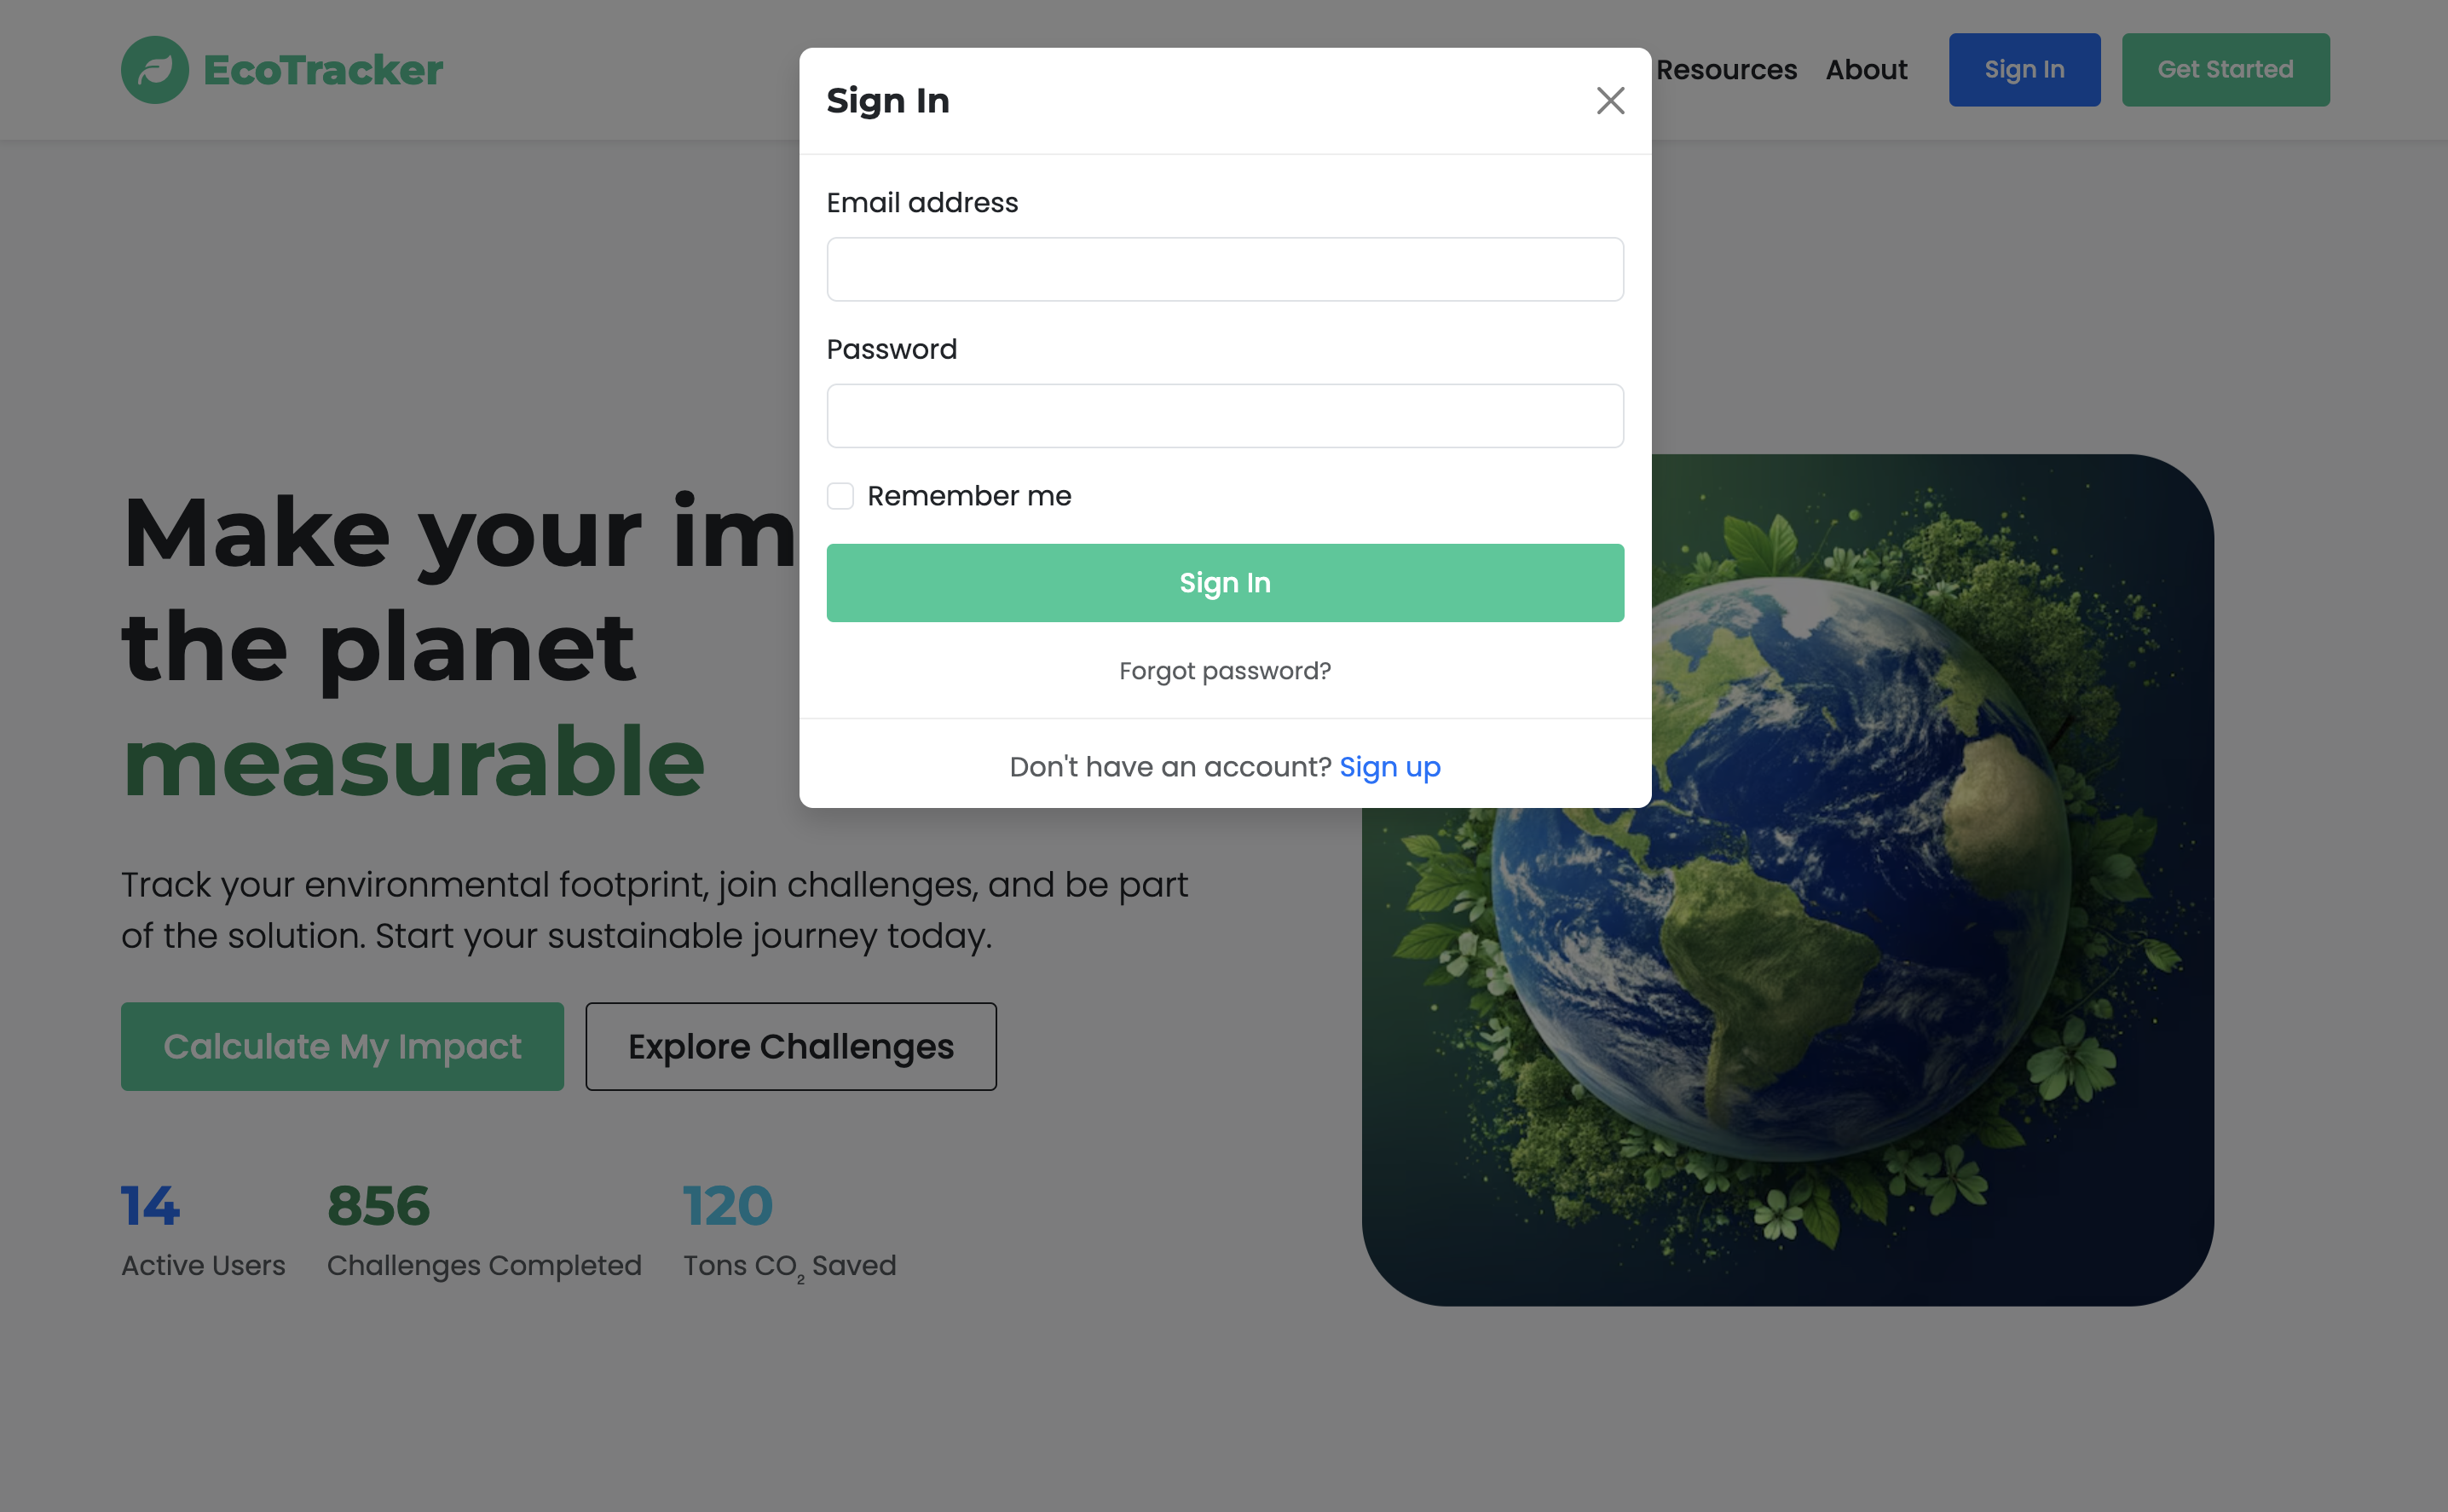 EcoTracker
Resources
About
Sign In
Get Started
Sign In
Email address
Password
Remember me
Sign In
Forgot password?
Don't have an account? Sign up
Make your im
the planet
measurable
Track your environmental footprint, join challenges, and be part
of the solution. Start your sustainable journey today.
Calculate My Impact
Explore Challenges
14
Active Users
856
Challenges Completed
120
Tons CO₂ Saved